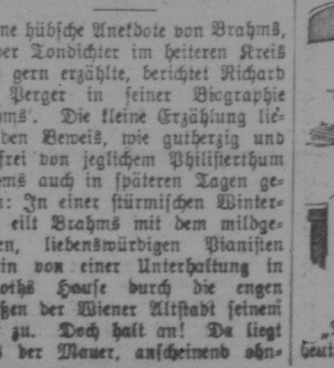 ne hübsche Anekdote von Brahms,
er Tondichter im heiteren Kreis
gern erzählte, berichtet Richard
Perger in seiner Biographie
ms‘. Die kleine Erzählung lie⸗
den Beweis, wie gutherzig und
frei von jeglichem Philisterthum
ms auch in späteren Tagen ge⸗
n: In einer stürmischen Winter⸗
eilt Brahms mit dem mildge⸗
en, liebenswürdigen Pianisten
in von einer Unterhaltung in
oths Hause durch die engen
ßen der Wiener Altstadt seinem
zu. Doch halt an! Da liegt
der Mauer, anscheinend ohn⸗
heut